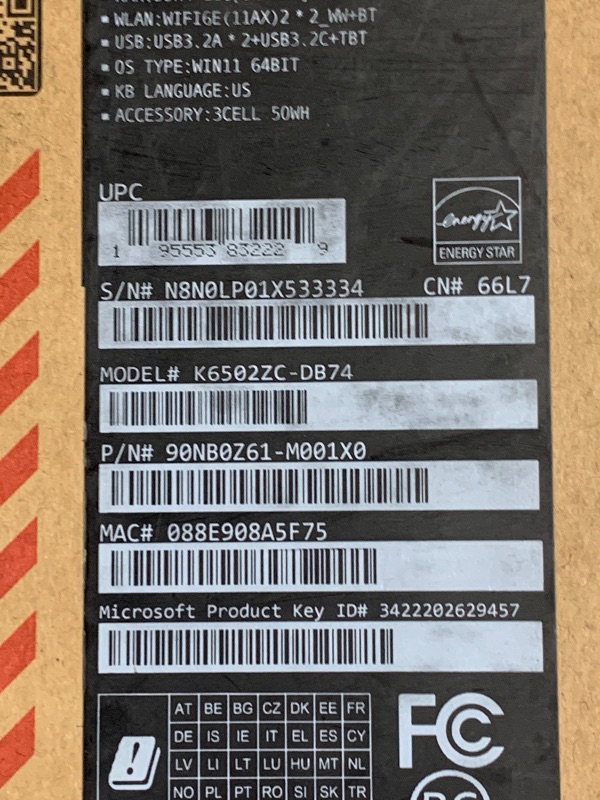 ▪ WLAN:WIFI6E(11AX)2*2_WW+BT
▪ USB:USB3.2A*2+USB3.2C+TBT
▪ OS TYPE:WIN11 64BIT
▪ KB LANGUAGE:US
▪ ACCESSORY:3CELL 50WH
UPC
1 95553 83222 9
energy
ENERGY STAR
S/N# N8N0LP01X533334 CN# 66L7
MODEL# K6502ZC-DB74
P/N# 90NB0Z61-M001X0
MAC# 088E908A5F75
Microsoft Product Key ID# 3422202629457
AT BE BG CZ DK EE FR
DE IS IE IT EL ES CY
LV LI LT LU HU MT NL
NO PL PT RO SI SK TR
FC